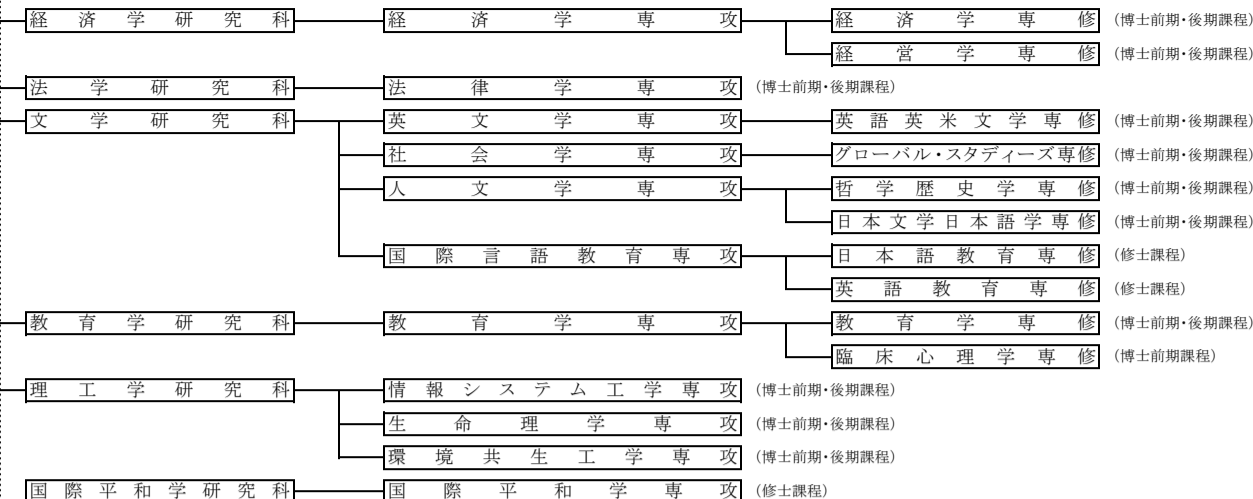 経済学研究科 経済学専攻 経済学専修 (博士前期・後期課程)
経営学専修 (博士前期・後期課程)
法学研究科 法律学専攻 (博士前期・後期課程)
文学研究科 英文学専攻 英語英米文学専修 (博士前期・後期課程)
社会学専攻 グローバル・スタディーズ専修 (博士前期・後期課程)
人文学専攻 哲学歴史学専修 (博士前期・後期課程)
日本文学日本語学専修 (博士前期・後期課程)
国際言語教育専攻 日本語教育専修 (修士課程)
英語教育専修 (修士課程)
教育学研究科 教育学専攻 教育学専修 (博士前期・後期課程)
臨床心理学専修 (博士前期課程)
理工学研究科 情報システム工学専攻 (博士前期・後期課程)
生命理学専攻 (博士前期・後期課程)
環境共生工学専攻 (博士前期・後期課程)
国際平和学研究科 国際平和学専攻 (修士課程)